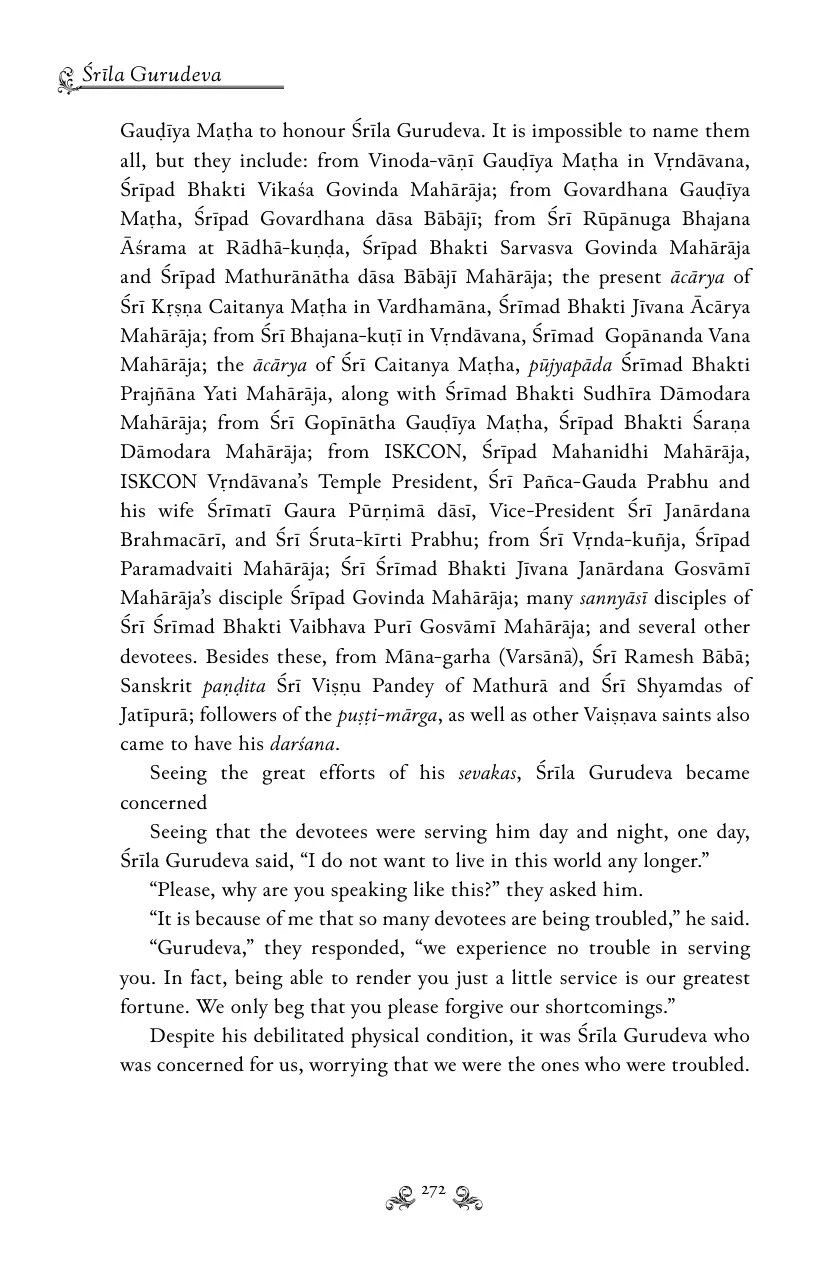 Śrīla Gurudeva
Gauḍīya Maṭha to honour Śrīla Gurudeva. It is impossible to name them
all, but they include: from Vinoda-vāṇī Gauḍīya Maṭha in Vṛndāvana,
Śrīpad Bhakti Vikaśa Govinda Mahārāja; from Govardhana Gauḍīya
Maṭha, Śrīpad Govardhana dāsa Bābājī; from Śrī Rūpānuga Bhajana
Āśrama at Rādhā-kuṇḍa, Śrīpad Bhakti Sarvasva Govinda Mahārāja
and Śrīpad Mathurānātha dāsa Bābājī Mahārāja; the present ācārya of
Śrī Kṛṣṇa Caitanya Maṭha in Vardhamāna, Śrīmad Bhakti Jīvana Ācārya
Mahārāja; from Śrī Bhajana-kuṭī in Vṛndāvana, Śrīmad Gopānanda Vana
Mahārāja; the ācārya of Śrī Caitanya Maṭha, pūjyapāda Śrīmad Bhakti
Prajñāna Yati Mahārāja, along with Śrīmad Bhakti Sudhīra Dāmodara
Mahārāja; from Śrī Gopīnātha Gauḍīya Maṭha, Śrīpad Bhakti Śaraṇa
Dāmodara Mahārāja; from ISKCON, Śrīpad Mahanidhi Mahārāja,
ISKCON Vṛndāvana’s Temple President, Śrī Pañca-Gauda Prabhu and
his wife Śrīmatī Gaura Pūrṇimā dāsī, Vice-President Śrī Janārdana
Brahmacārī, and Śrī Śruta-kīrti Prabhu; from Śrī Vṛnda-kuñja, Śrīpad
Paramadvaiti Mahārāja; Śrī Śrīmad Bhakti Jīvana Janārdana Gosvāmī
Mahārāja’s disciple Śrīpad Govinda Mahārāja; many sannyāsī disciples of
Śrī Śrīmad Bhakti Vaibhava Purī Gosvāmī Mahārāja; and several other
devotees. Besides these, from Māna-garha (Varsānā), Śrī Ramesh Bābā;
Sanskrit paṇḍita Śrī Viṣṇu Pandey of Mathurā and Śrī Shyamdas of
Jatīpurā; followers of the puṣṭi-mārga, as well as other Vaiṣṇava saints also
came to have his darśana.
Seeing the great efforts of his sevakas, Śrīla Gurudeva became
concerned
Seeing that the devotees were serving him day and night, one day,
Śrīla Gurudeva said, “I do not want to live in this world any longer.”
“Please, why are you speaking like this?” they asked him.
“It is because of me that so many devotees are being troubled,” he said.
“Gurudeva,” they responded, “we experience no trouble in serving
you. In fact, being able to render you just a little service is our greatest
fortune. We only beg that you please forgive our shortcomings.”
Despite his debilitated physical condition, it was Śrīla Gurudeva who
was concerned for us, worrying that we were the ones who were troubled.
272